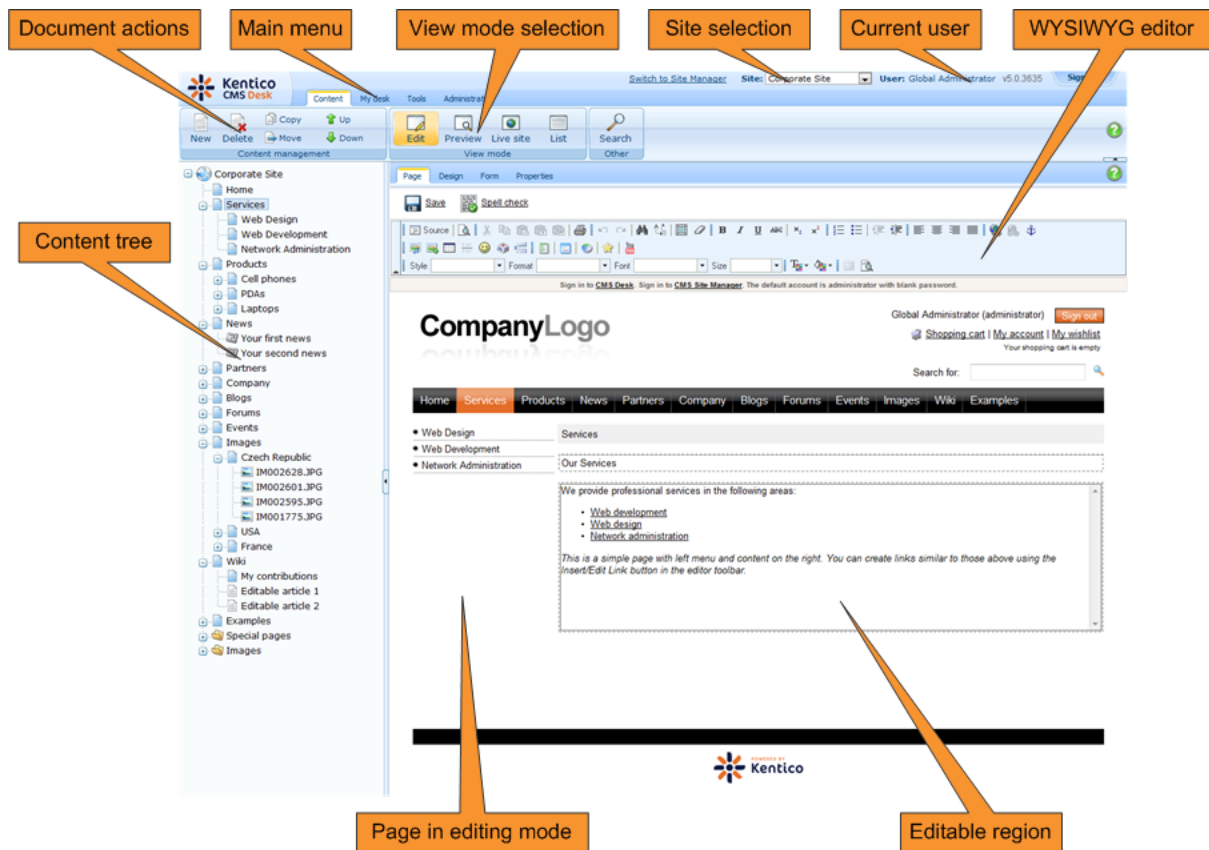 Document actions
Main menu
View mode selection
Site selection
Current user
WYSIWYG editor
Kentico
CMS Desk
Switch to Site Manager Site: Corporate Site User: Global Administrator v5.0.3635
Content My desk Tools
New Delete Copy Move Up Down
Content management
Edit Preview Live site List
View mode
Search
Other
Corporate Site
Home
Services
Web Design
Web Development
Network Administration
Products
Cell phones
PDAs
Laptops
News
Your first news
Your second news
Partners
Company
Blogs
Forums
Events
Images
Czech Republic
IM002628.JPG
IM002601.JPG
IM002595.JPG
IM001775.JPG
USA
France
Wiki
My contributions
Editable article 1
Editable article 2
Examples
Special pages
Images
Content tree
Page Design Form Properties
Save Spell check
Source
Style Format Font Size
Sign in to CMS Desk. Sign in to CMS Site Manager. The default account is administrator with blank password.
CompanyLogo
Global Administrator (administrator) Sign out
Shopping cart | My account | My wishlist
Your shopping cart is empty
Search for:
Home Services Products News Partners Company Blogs Forums Events Images Wiki Examples
Web Design
Web Development
Network Administration
Services
Our Services
We provide professional services in the following areas:
Web development
Web design
Network administration
This is a simple page with left menu and content on the right. You can create links similar to those above using the
Insert/Edit Link button in the editor toolbar.
POWERED BY
Kentico
Page in editing mode
Editable region